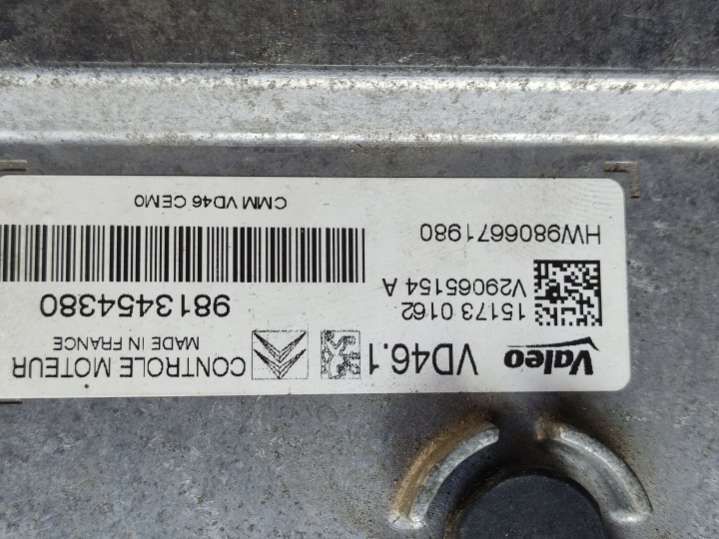 Valeo
VD46.1
CONTROLE MOTEUR
MADE IN FRANCE
15173 0162
V29065154 A
9813454380
HW9806671980
CMM VD46 CEM0